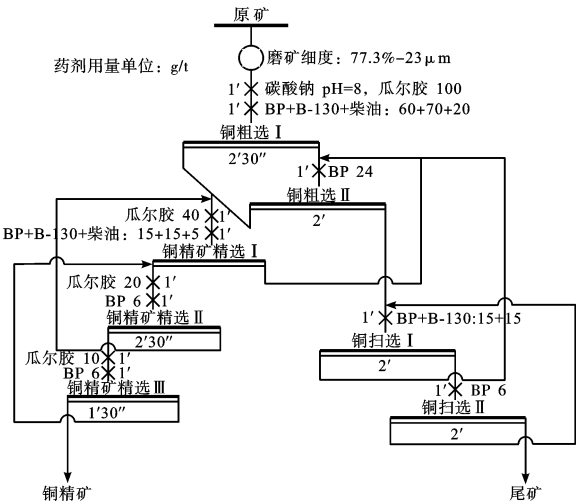 原矿
磨矿细度：77.3%-23μm
药剂用量单位：g/t
1′ 碳酸钠 pH=8，瓜尔胶 100
1′ BP+B-130+柴油：60+70+20
铜粗选Ⅰ
2′30″
1′ BP 24
铜粗选Ⅱ
2′
瓜尔胶 40 1′
BP+B-130+柴油：15+15+5 1′
铜精矿精选Ⅰ
瓜尔胶 20 1′
BP 6 1′
铜精矿精选Ⅱ
2′30″
瓜尔胶 10 1′
BP 6 1′
铜精矿精选Ⅲ
1′30″
1′ BP+B-130:15+15
铜扫选Ⅰ
2′
1′ BP 6
铜扫选Ⅱ
2′
铜精矿
尾矿